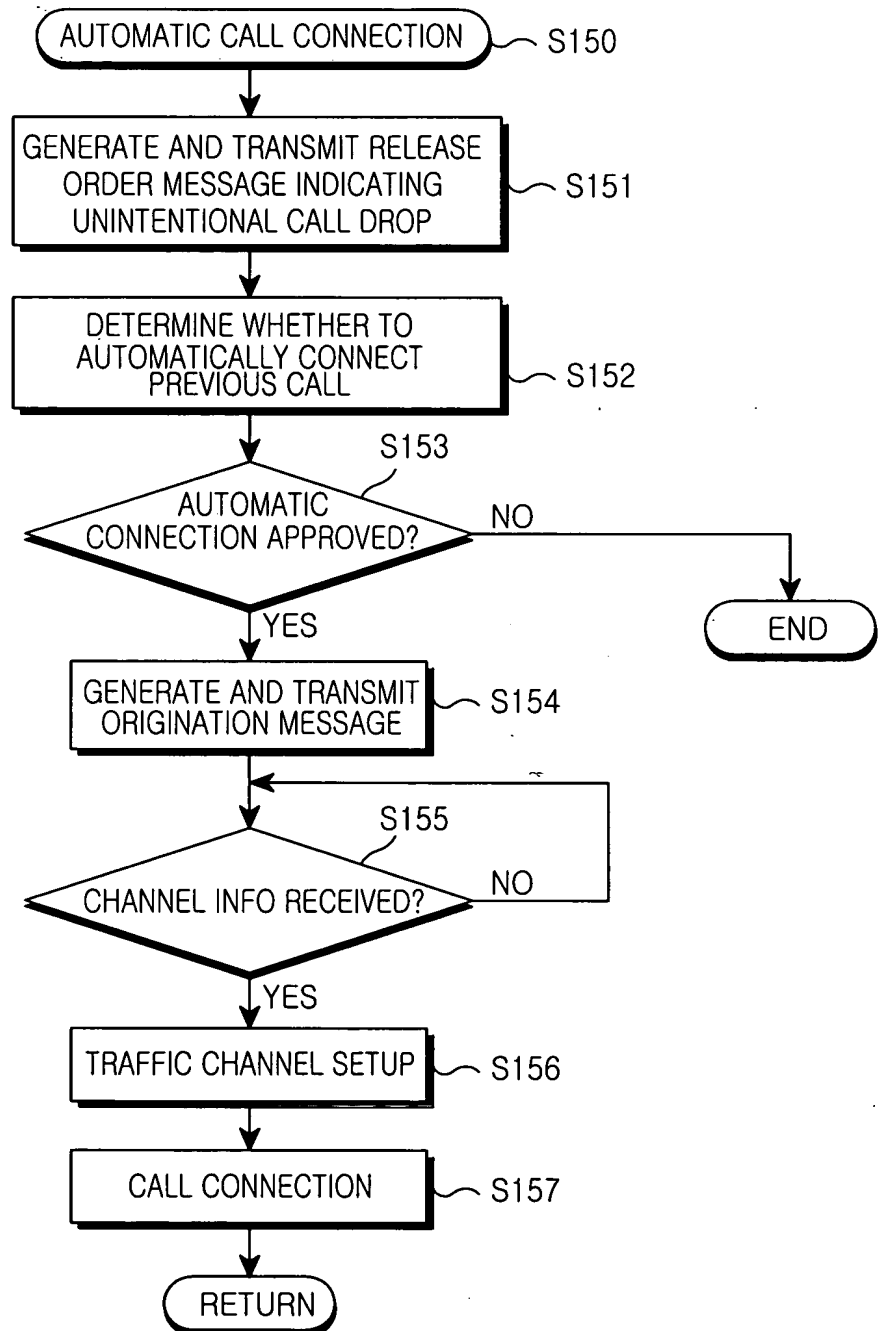 AUTOMATIC CALL CONNECTION
S150
GENERATE AND TRANSMIT RELEASE
ORDER MESSAGE INDICATING
UNINTENTIONAL CALL DROP
S151
DETERMINE WHETHER TO
AUTOMATICALLY CONNECT
PREVIOUS CALL
S152
S153
AUTOMATIC
CONNECTION APPROVED?
NO
YES
END
GENERATE AND TRANSMIT
ORIGINATION MESSAGE
S154
S155
CHANNEL INFO RECEIVED?
NO
YES
TRAFFIC CHANNEL SETUP
S156
CALL CONNECTION
S157
RETURN